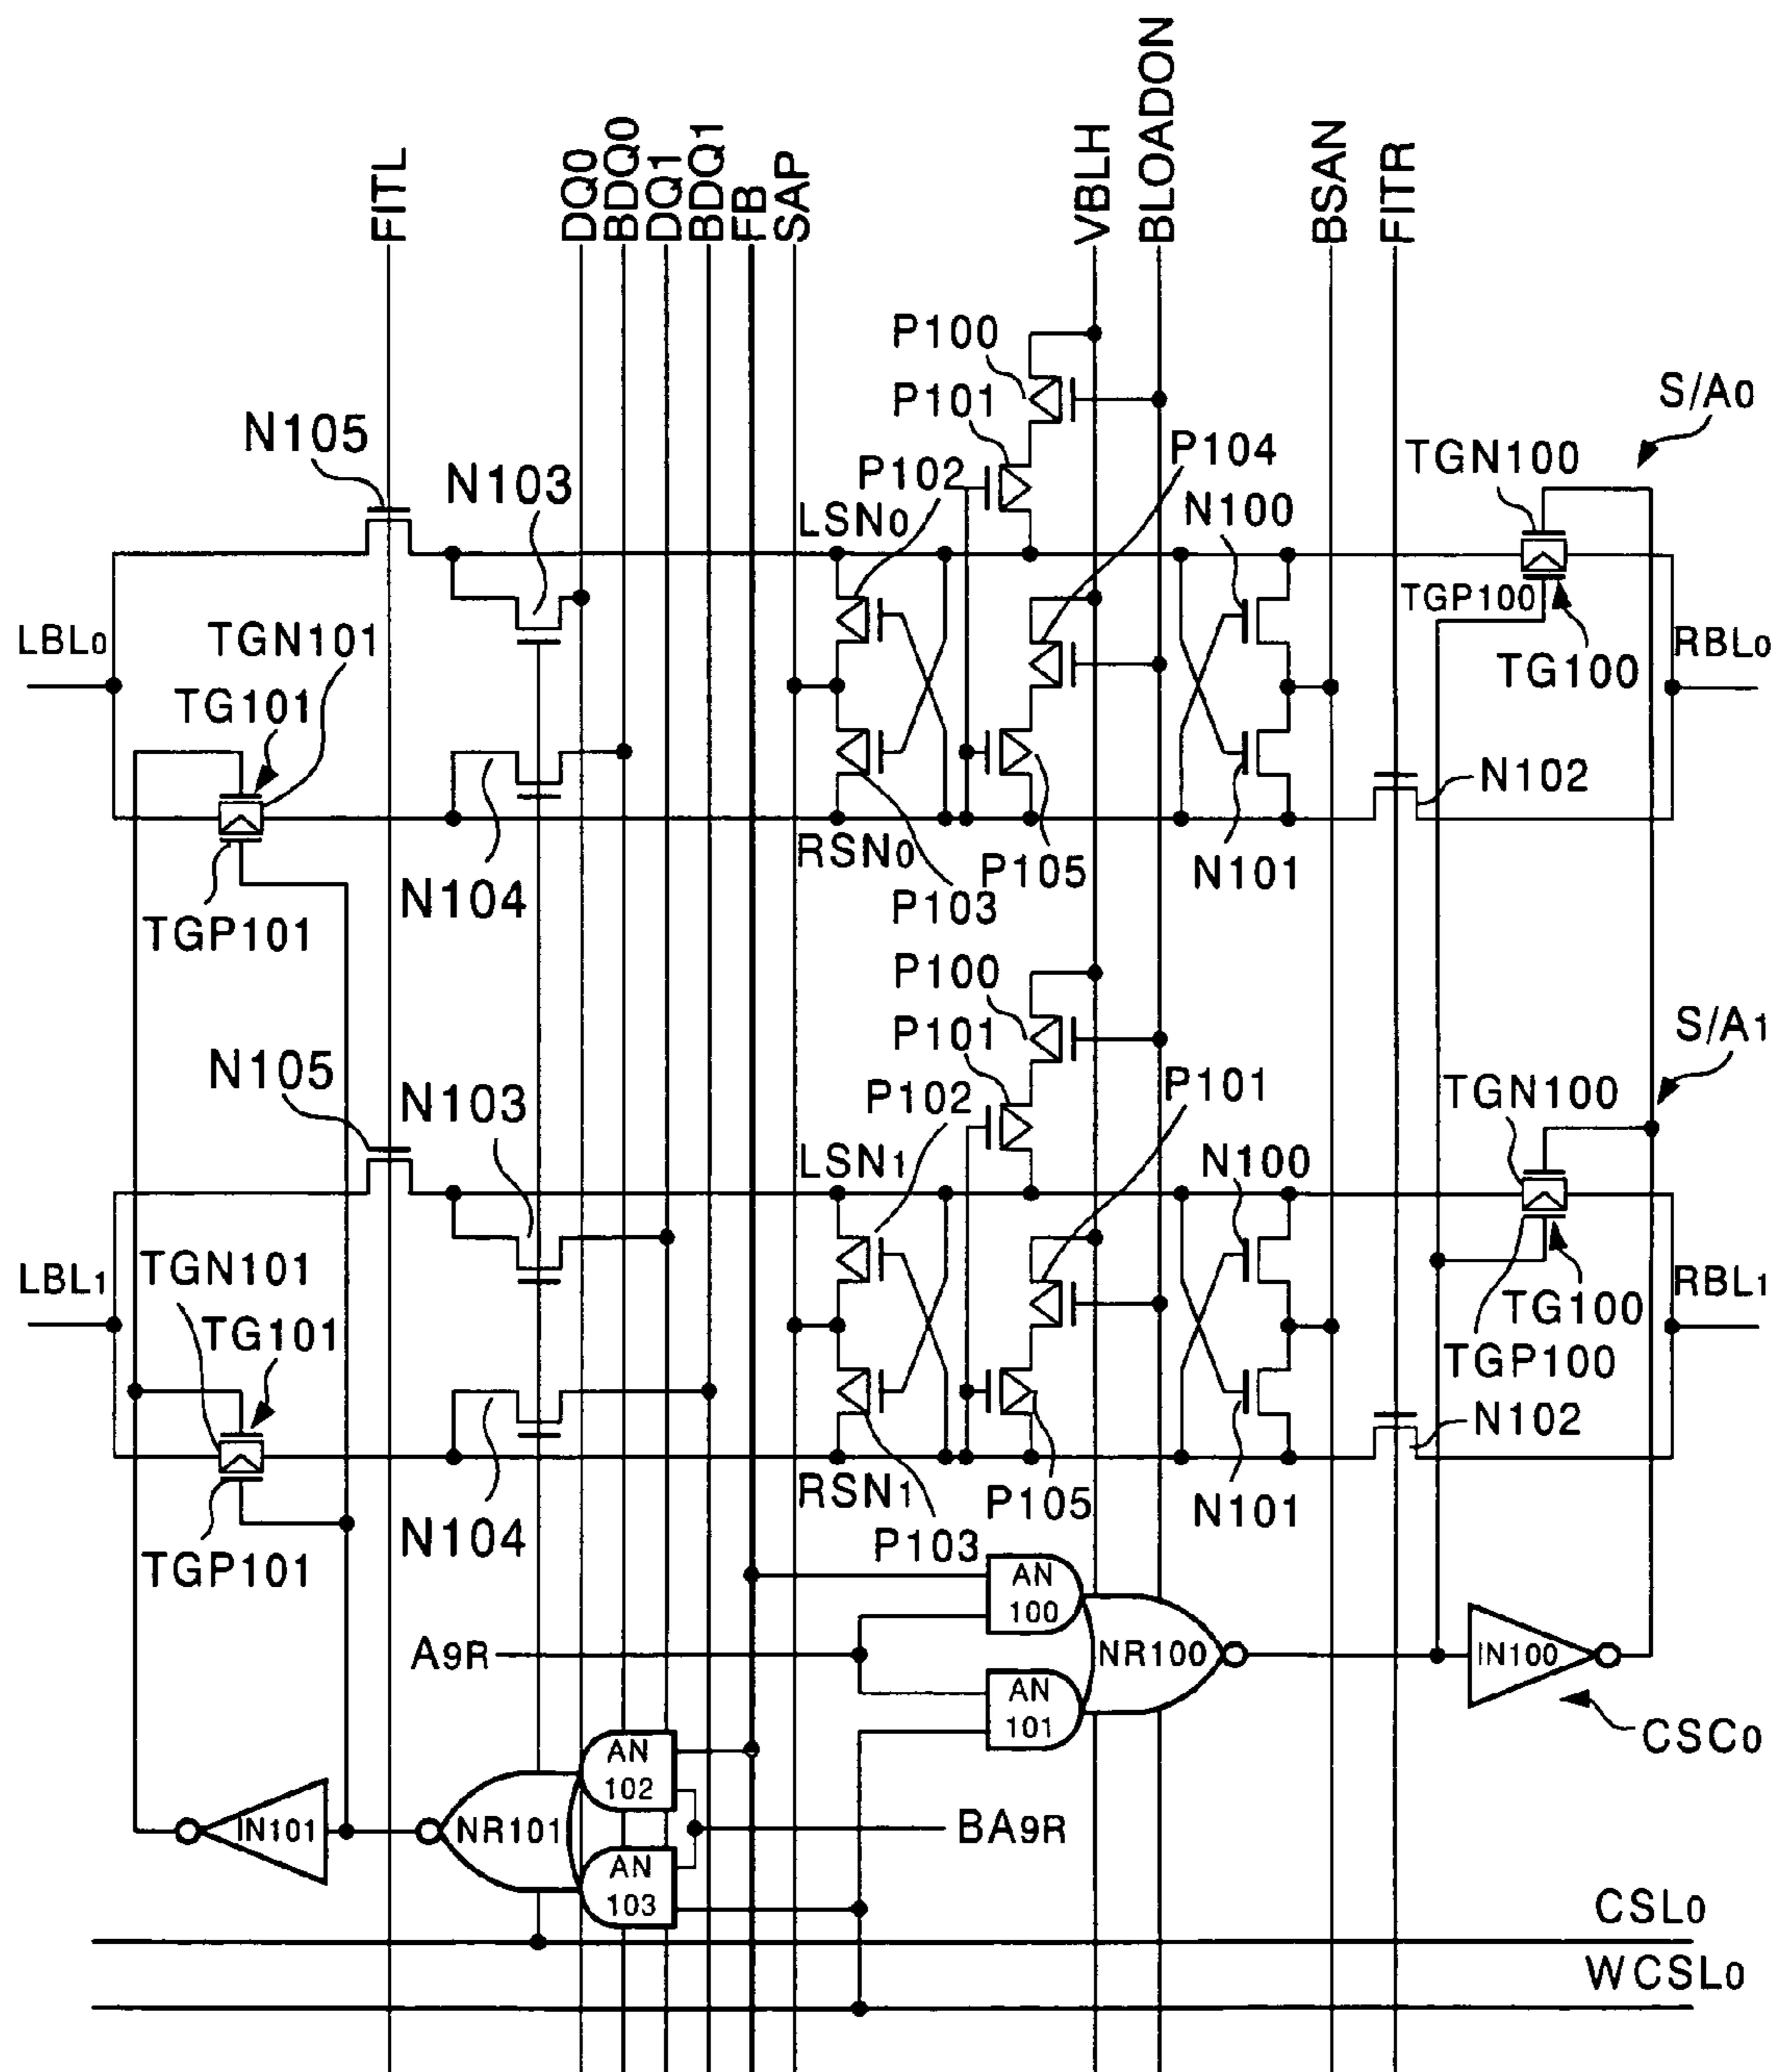 FITL
DQ0
BDQ0
DQ1
BDQ1
FB
SAP
VBLH
BLOADON
BSAN
FITR
P100
P101
S/A0
N105
N103
P102
P104
TGN100
LSN0
N100
TGP100
LBL0
TGN101
RBL0
TG100
TG101
N102
RSN0
P105
N101
N104
P103
TGP101
P100
P101
S/A1
N105
N103
P102
P101
TGN100
LSN1
N100
LBL1
TGN101
RBL1
TG100
TG101
TGP100
N102
RSN1
P105
N101
N104
P103
TGP101
AN
100
A9R
NR100
IN100
AN
101
CSC0
AN
102
IN101
NR101
BA9R
AN
103
CSL0
WCSL0